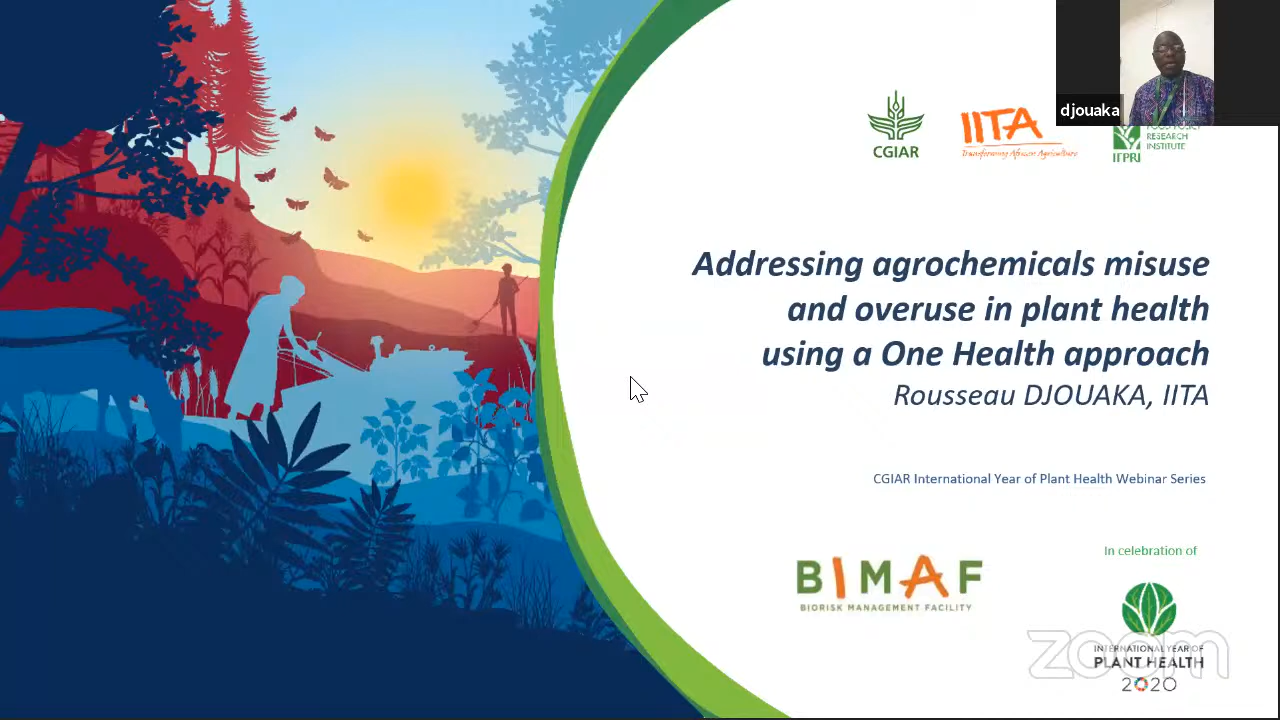 djouaka
CGIAR
IITA
Transforming African Agriculture
FOOD POLICY
RESEARCH
INSTITUTE
IFPRI
Addressing agrochemicals misuse
and overuse in plant health
using a One Health approach
Rousseau DJOUAKA, IITA
CGIAR International Year of Plant Health Webinar Series
In celebration of
BIMAF
BIORISK MANAGEMENT FACILITY
zoom
INTERNATIONAL YEAR OF
PLANT HEALTH
2020